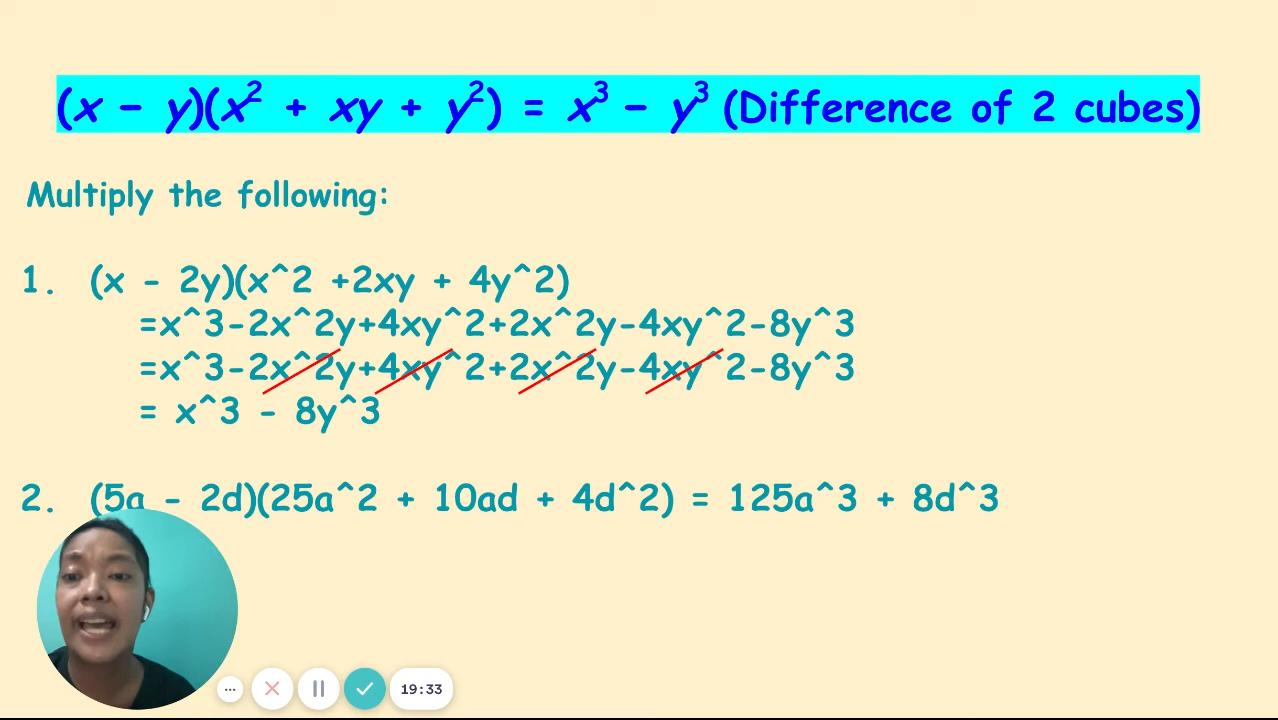 (x − y)(x² + xy + y²) = x³ − y³ (Difference of 2 cubes)
Multiply the following:
1. (x - 2y)(x^2 +2xy + 4y^2)
=x^3-2x^2y+4xy^2+2x^2y-4xy^2-8y^3
=x^3-2x^2y+4xy^2+2x^2y-4xy^2-8y^3
= x^3 - 8y^3
2. (5a - 2d)(25a^2 + 10ad + 4d^2) = 125a^3 + 8d^3
19:33